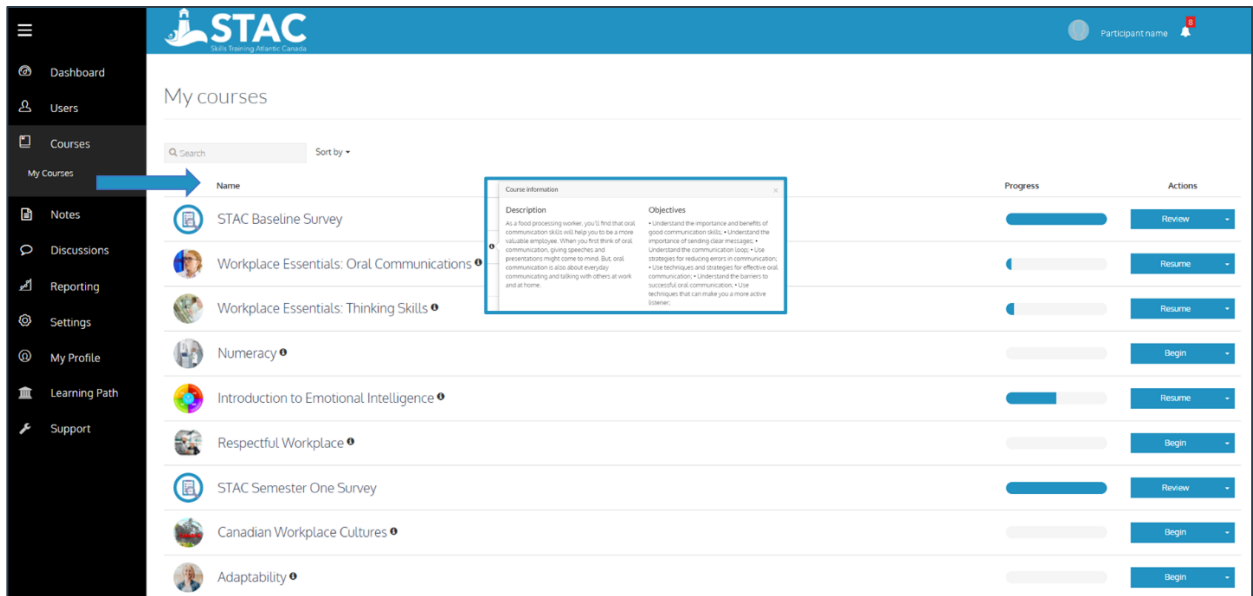 STAC
Skills Training Atlantic Canada
Participant name
8
Dashboard
Users
Courses
My Courses
Notes
Discussions
Reporting
Settings
My Profile
Learning Path
Support
My courses
Search
Sort by
Name
Progress
Actions
STAC Baseline Survey
Review
Workplace Essentials: Oral Communications
Resume
Workplace Essentials: Thinking Skills
Resume
Numeracy
Begin
Introduction to Emotional Intelligence
Resume
Respectful Workplace
Begin
STAC Semester One Survey
Review
Canadian Workplace Cultures
Begin
Adaptability
Begin
Course information
×
Description
As a food processing worker, you'll find that oral
communication skills will help you to be a more
valuable employee. When you first think of oral
communication, giving speeches and
presentations might come to mind. But, oral
communication is also about everyday
communicating and talking with others at work
and at home.
Objectives
• Understand the importance and benefits of
good communication skills; • Understand the
importance of sending clear messages; •
Understand the communication loop; • Use
strategies for reducing errors in communication;
• Use techniques and strategies for effective oral
communication; • Understand the barriers to
successful oral communication; • Use
techniques that can make you a more active
listener;